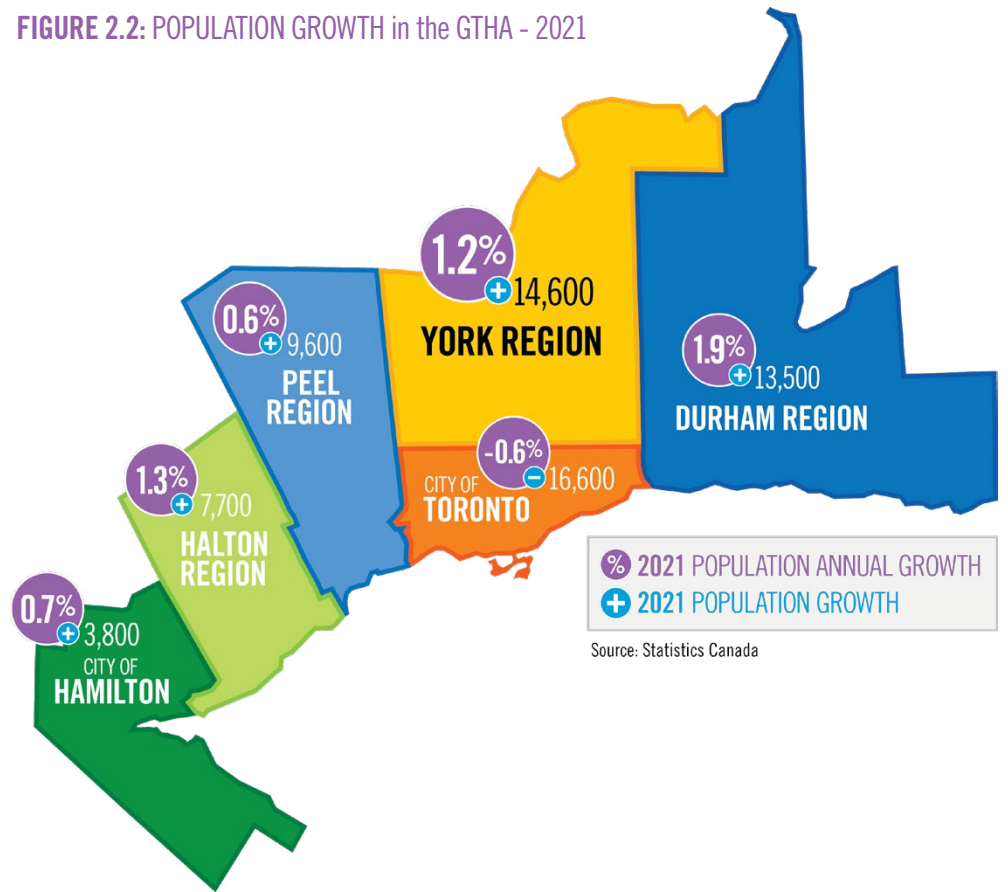 FIGURE 2.2: POPULATION GROWTH in the GTHA - 2021
1.2%
+ 14,600
YORK REGION
0.6%
+ 9,600
PEEL
REGION
1.9%
+ 13,500
DURHAM REGION
-0.6%
− 16,600
CITY OF
TORONTO
1.3%
+ 7,700
HALTON
REGION
0.7%
+ 3,800
CITY OF
HAMILTON
% 2021 POPULATION ANNUAL GROWTH
+ 2021 POPULATION GROWTH
Source: Statistics Canada